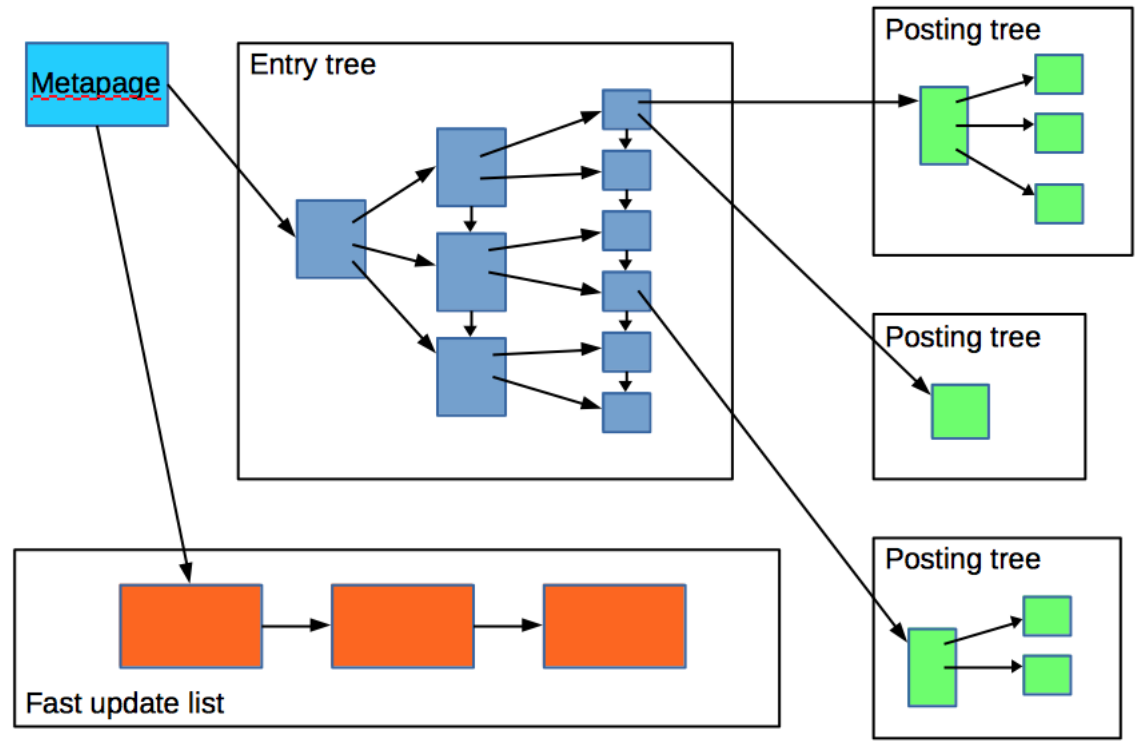 Metapage
Entry tree
Posting tree
Posting tree
Posting tree
Fast update list